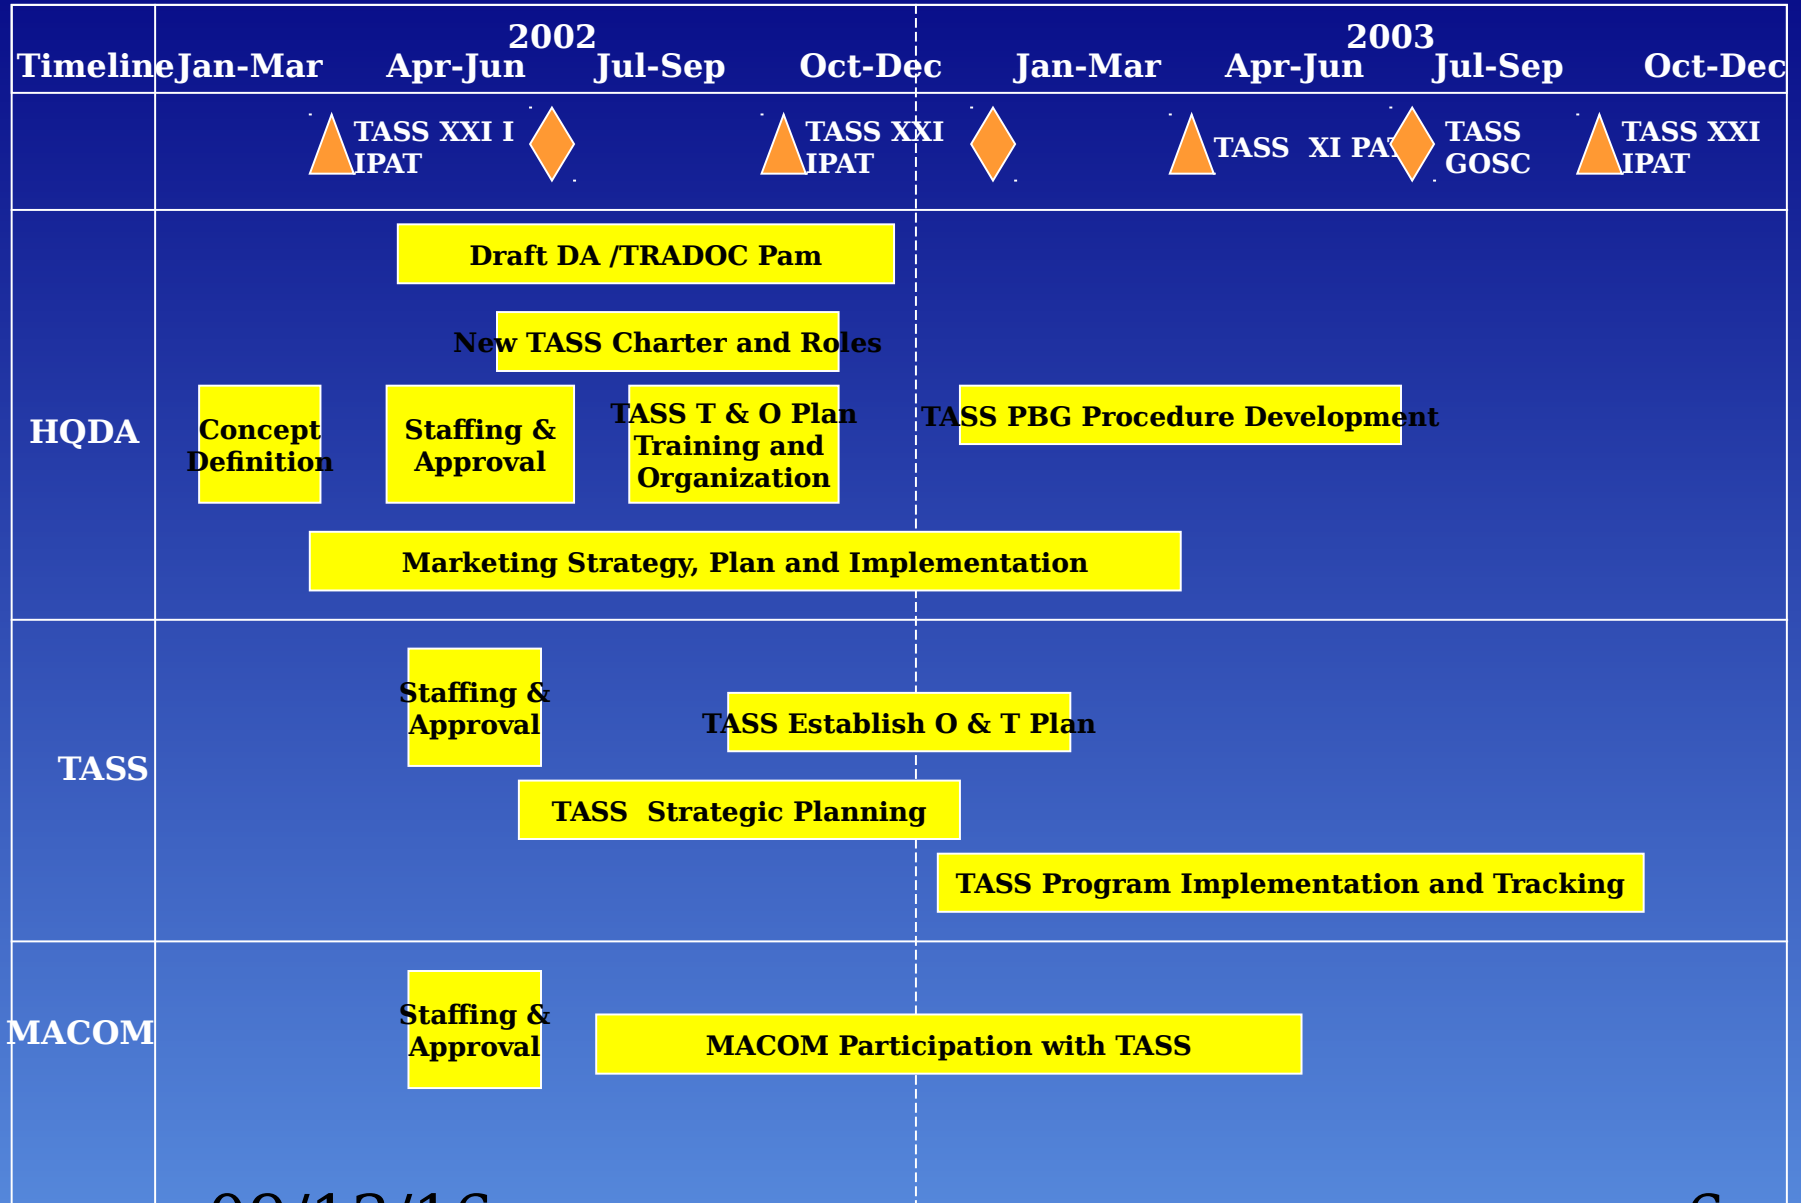 2002 2003
Timeline Jan-Mar Apr-Jun Jul-Sep Oct-Dec Jan-Mar Apr-Jun Jul-Sep Oct-Dec
TASS XXI I
IPAT
TASS XXI
IPAT
TASS XI PAT
TASS
GOSC
TASS XXI
IPAT
HQDA
Draft DA /TRADOC Pam
New TASS Charter and Roles
Concept
Definition
Staffing &
Approval
TASS T & O Plan
Training and
Organization
TASS PBG Procedure Development
Marketing Strategy, Plan and Implementation
TASS
Staffing &
Approval
TASS Establish O & T Plan
TASS Strategic Planning
TASS Program Implementation and Tracking
MACOM
Staffing &
Approval
MACOM Participation with TASS